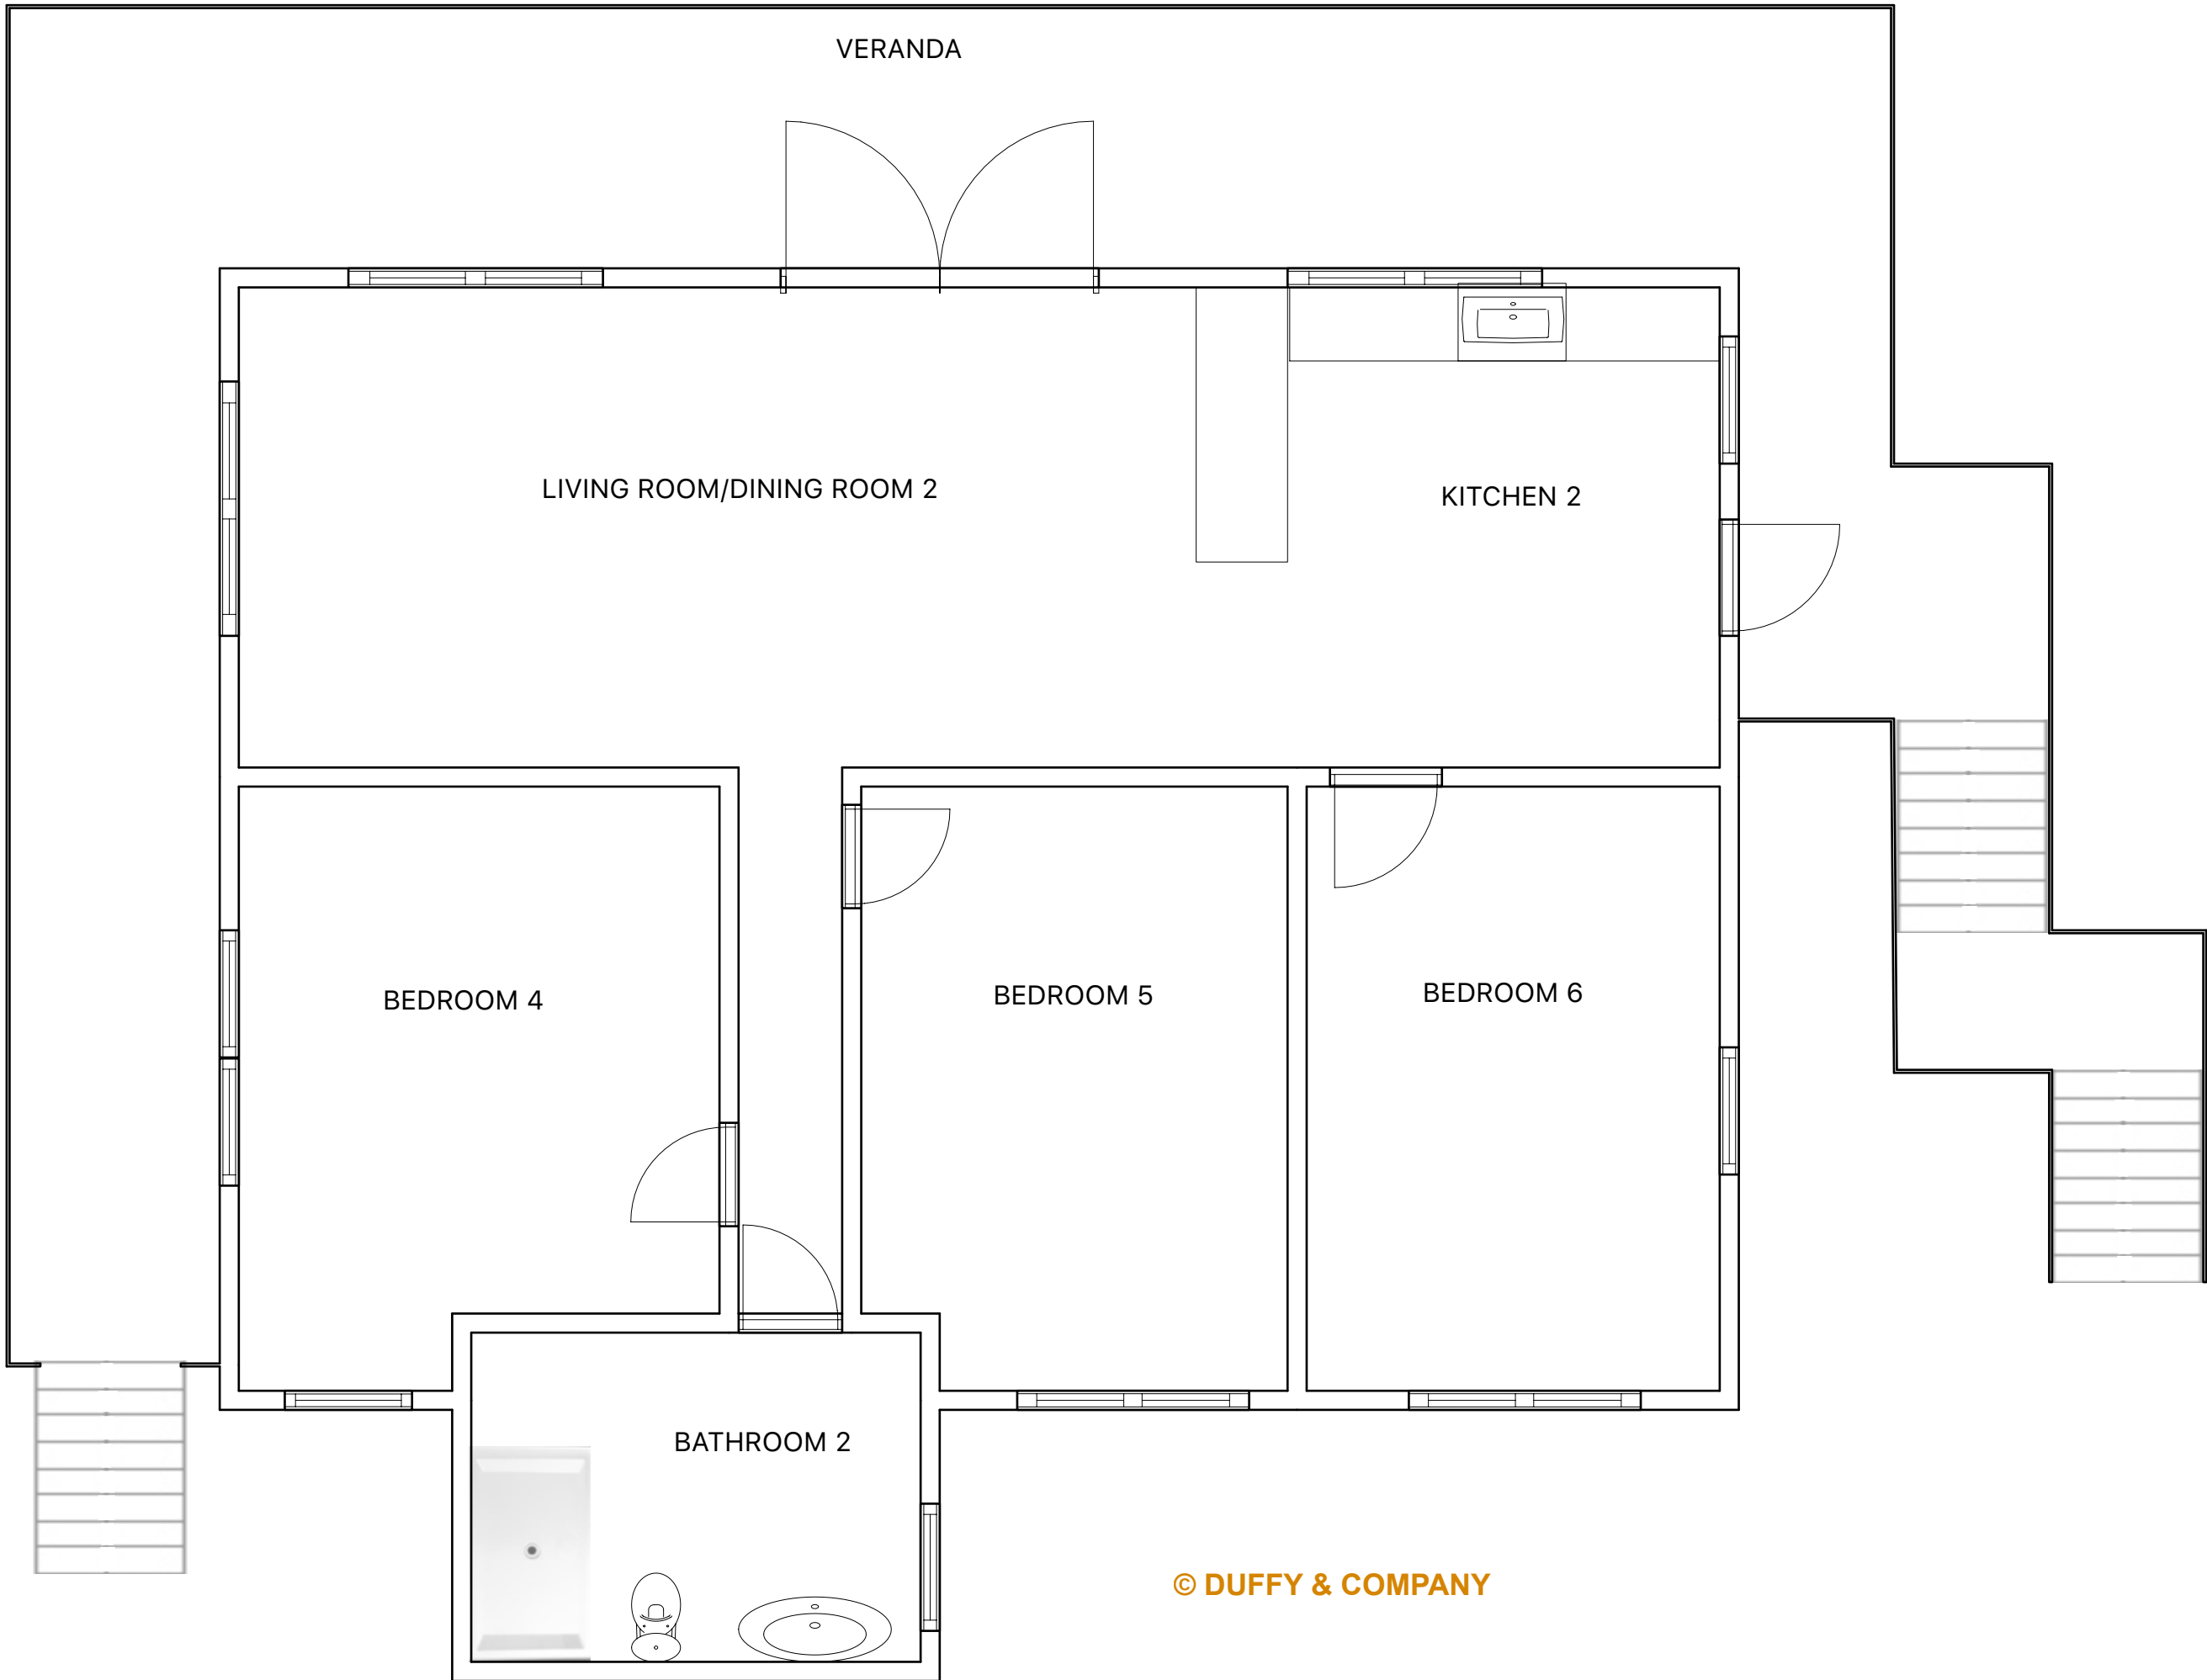 VERANDA
LIVING ROOM/DINING ROOM 2
KITCHEN 2
BEDROOM 4
BEDROOM 5
BEDROOM 6
BATHROOM 2
© DUFFY & COMPANY